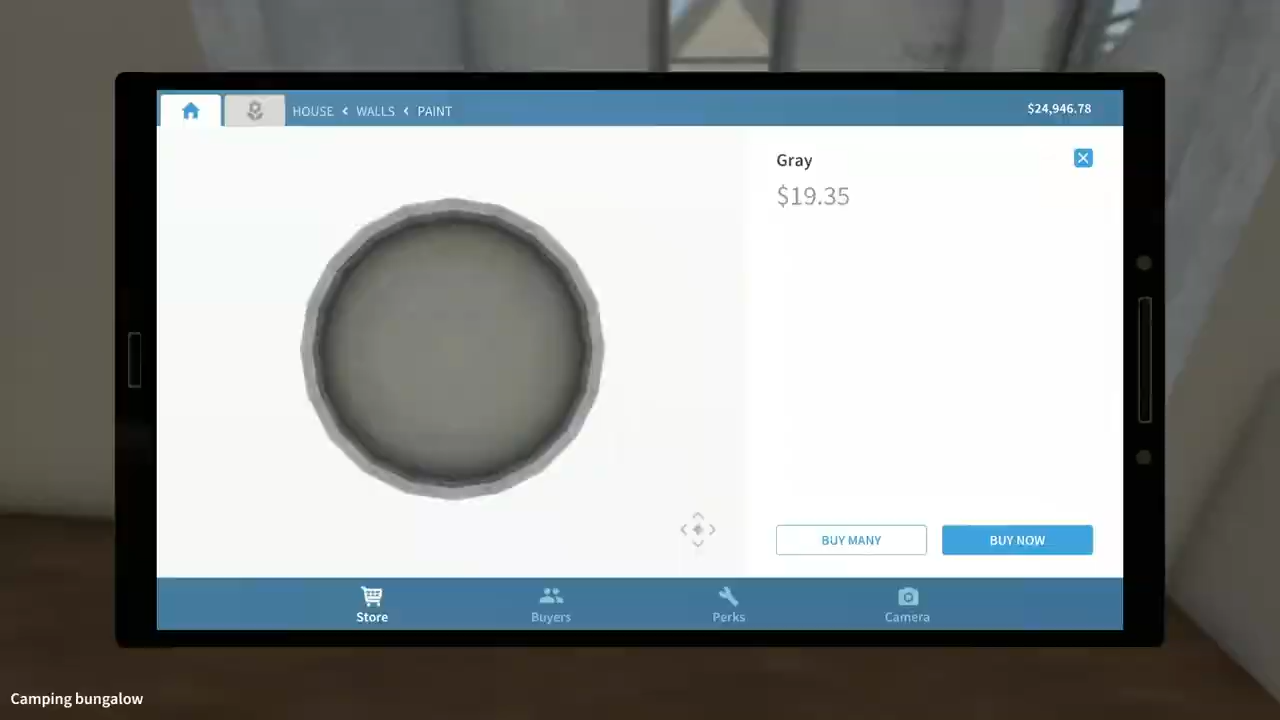 HOUSE < WALLS < PAINT
$24,946.78
Gray
$19.35
BUY MANY
BUY NOW
Store
Buyers
Perks
Camera
Camping bungalow